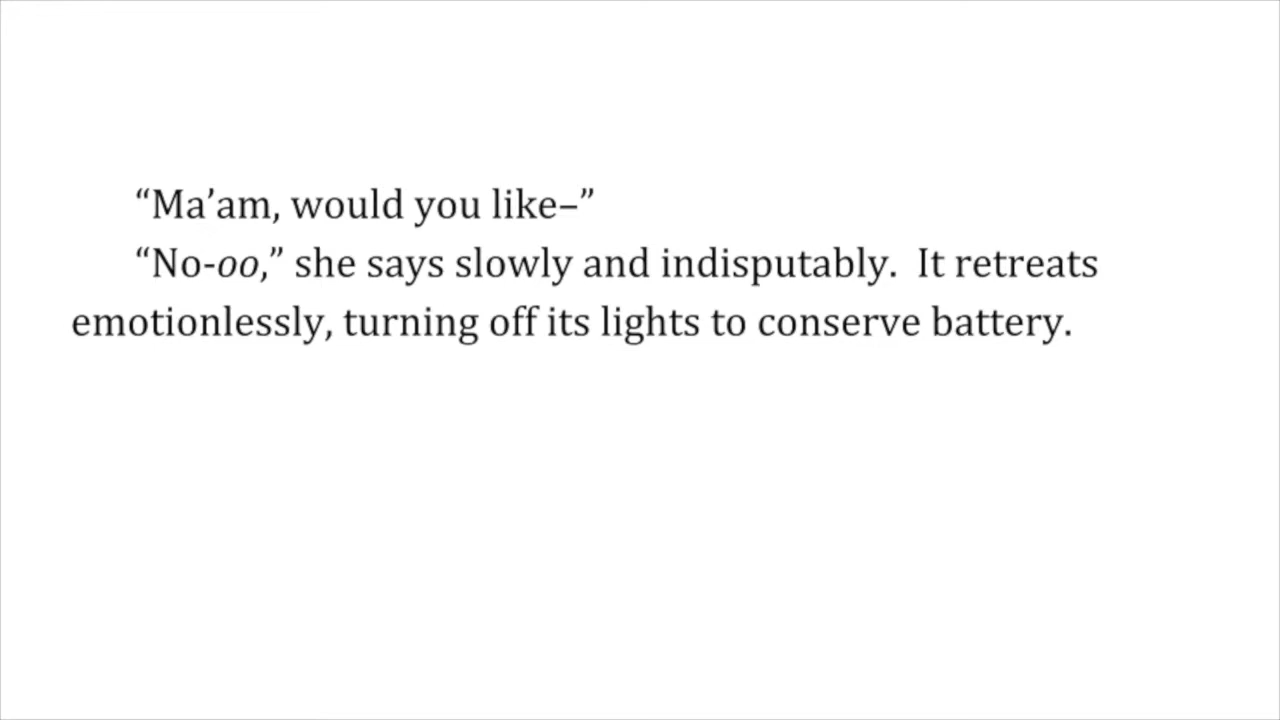 “Ma’am, would you like–”
“No-oo,” she says slowly and indisputably.  It retreats
emotionlessly, turning off its lights to conserve battery.